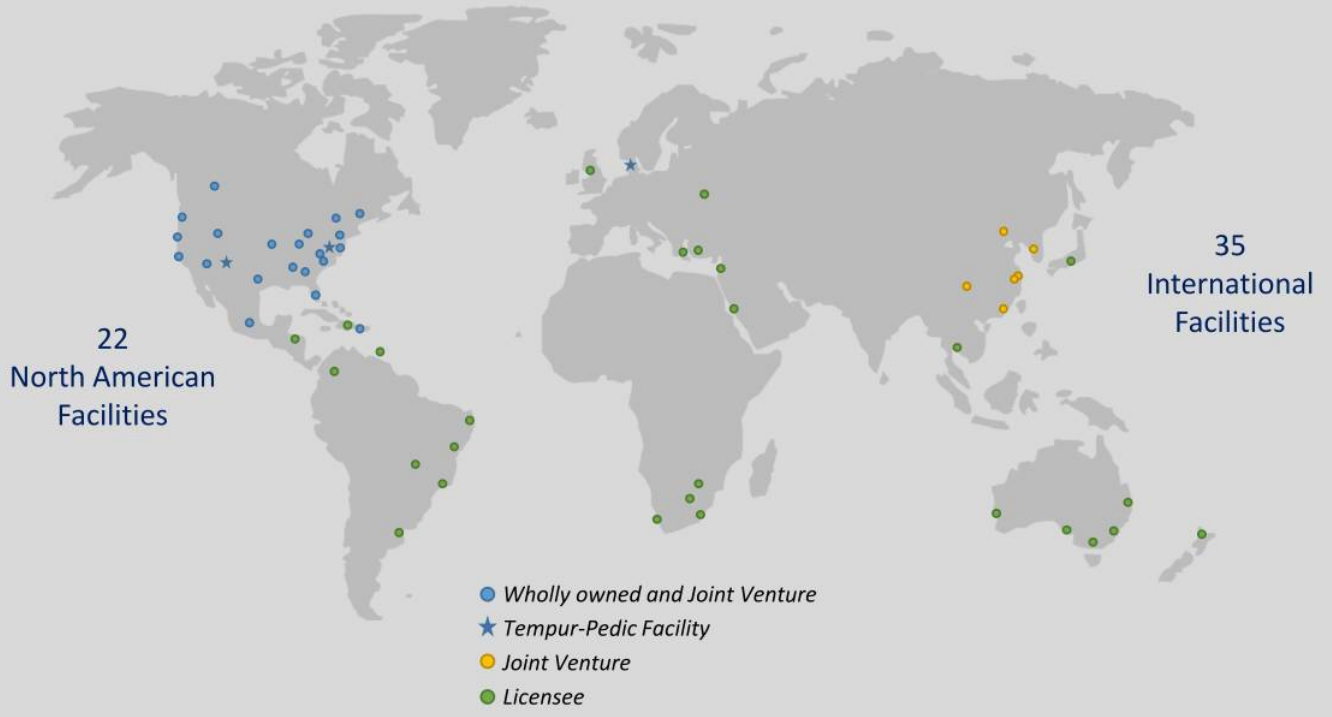 35
International
Facilities
22
North American
Facilities
Wholly owned and Joint Venture
Tempur-Pedic Facility
Joint Venture
Licensee